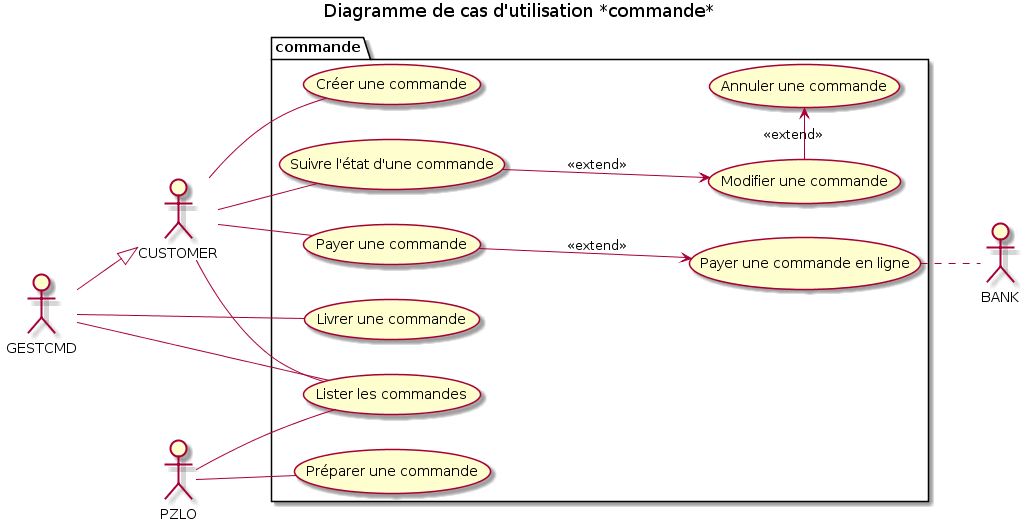 Diagramme de cas d'utilisation *commande*
commande
Créer une commande
Annuler une commande
«extend»
Suivre l'état d'une commande
«extend»
Modifier une commande
CUSTOMER
Payer une commande
«extend»
Payer une commande en ligne
BANK
GESTCMD
Livrer une commande
Lister les commandes
Préparer une commande
PZLO